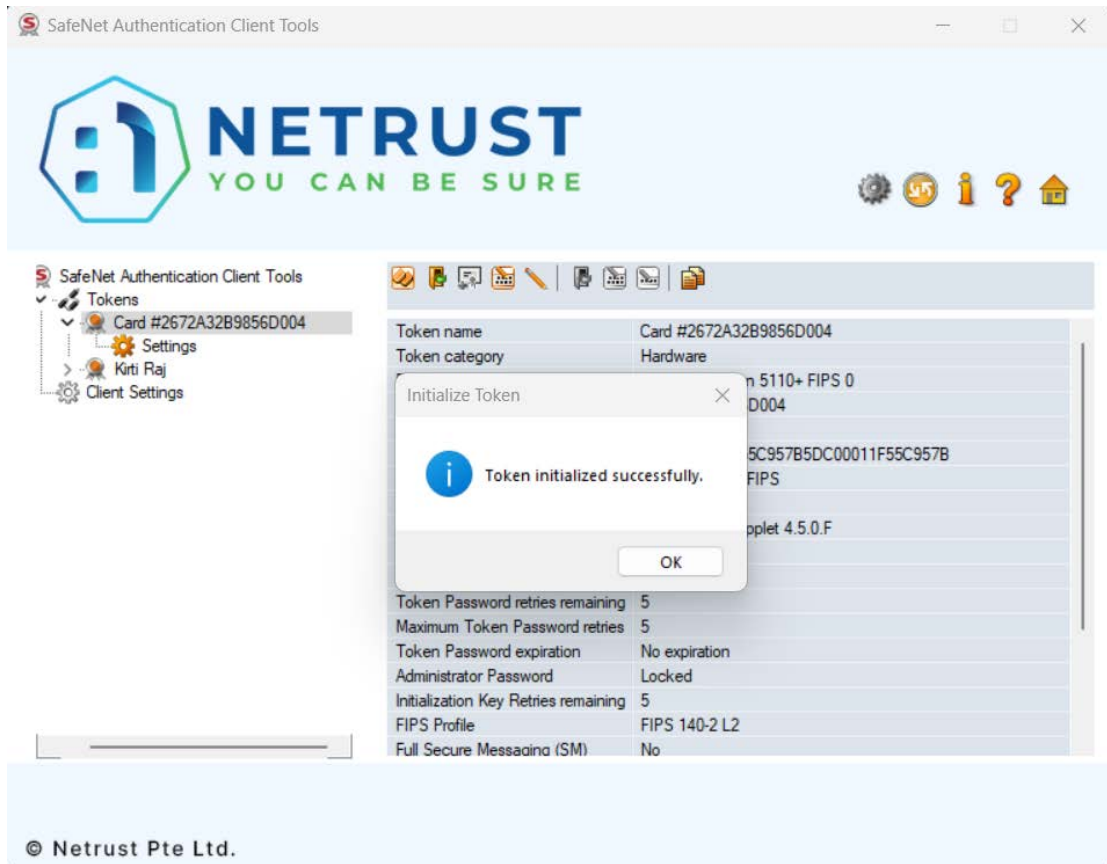 SafeNet Authentication Client Tools
NETRUST
YOU CAN BE SURE
SafeNet Authentication Client Tools
Tokens
Card #2672A32B9856D004
Settings
Kirti Raj
Client Settings
Token name Card #2672A32B9856D004
Token category Hardware
5110+ FIPS 0
D004
5C957B5DC00011F55C957B
FIPS
4.5.0.F
Initialize Token
Token initialized successfully.
OK
Token Password retries remaining 5
Maximum Token Password retries 5
Token Password expiration No expiration
Administrator Password Locked
Initialization Key Retries remaining 5
FIPS Profile FIPS 140-2 L2
Full Secure Messaging (SM) No
© Netrust Pte Ltd.